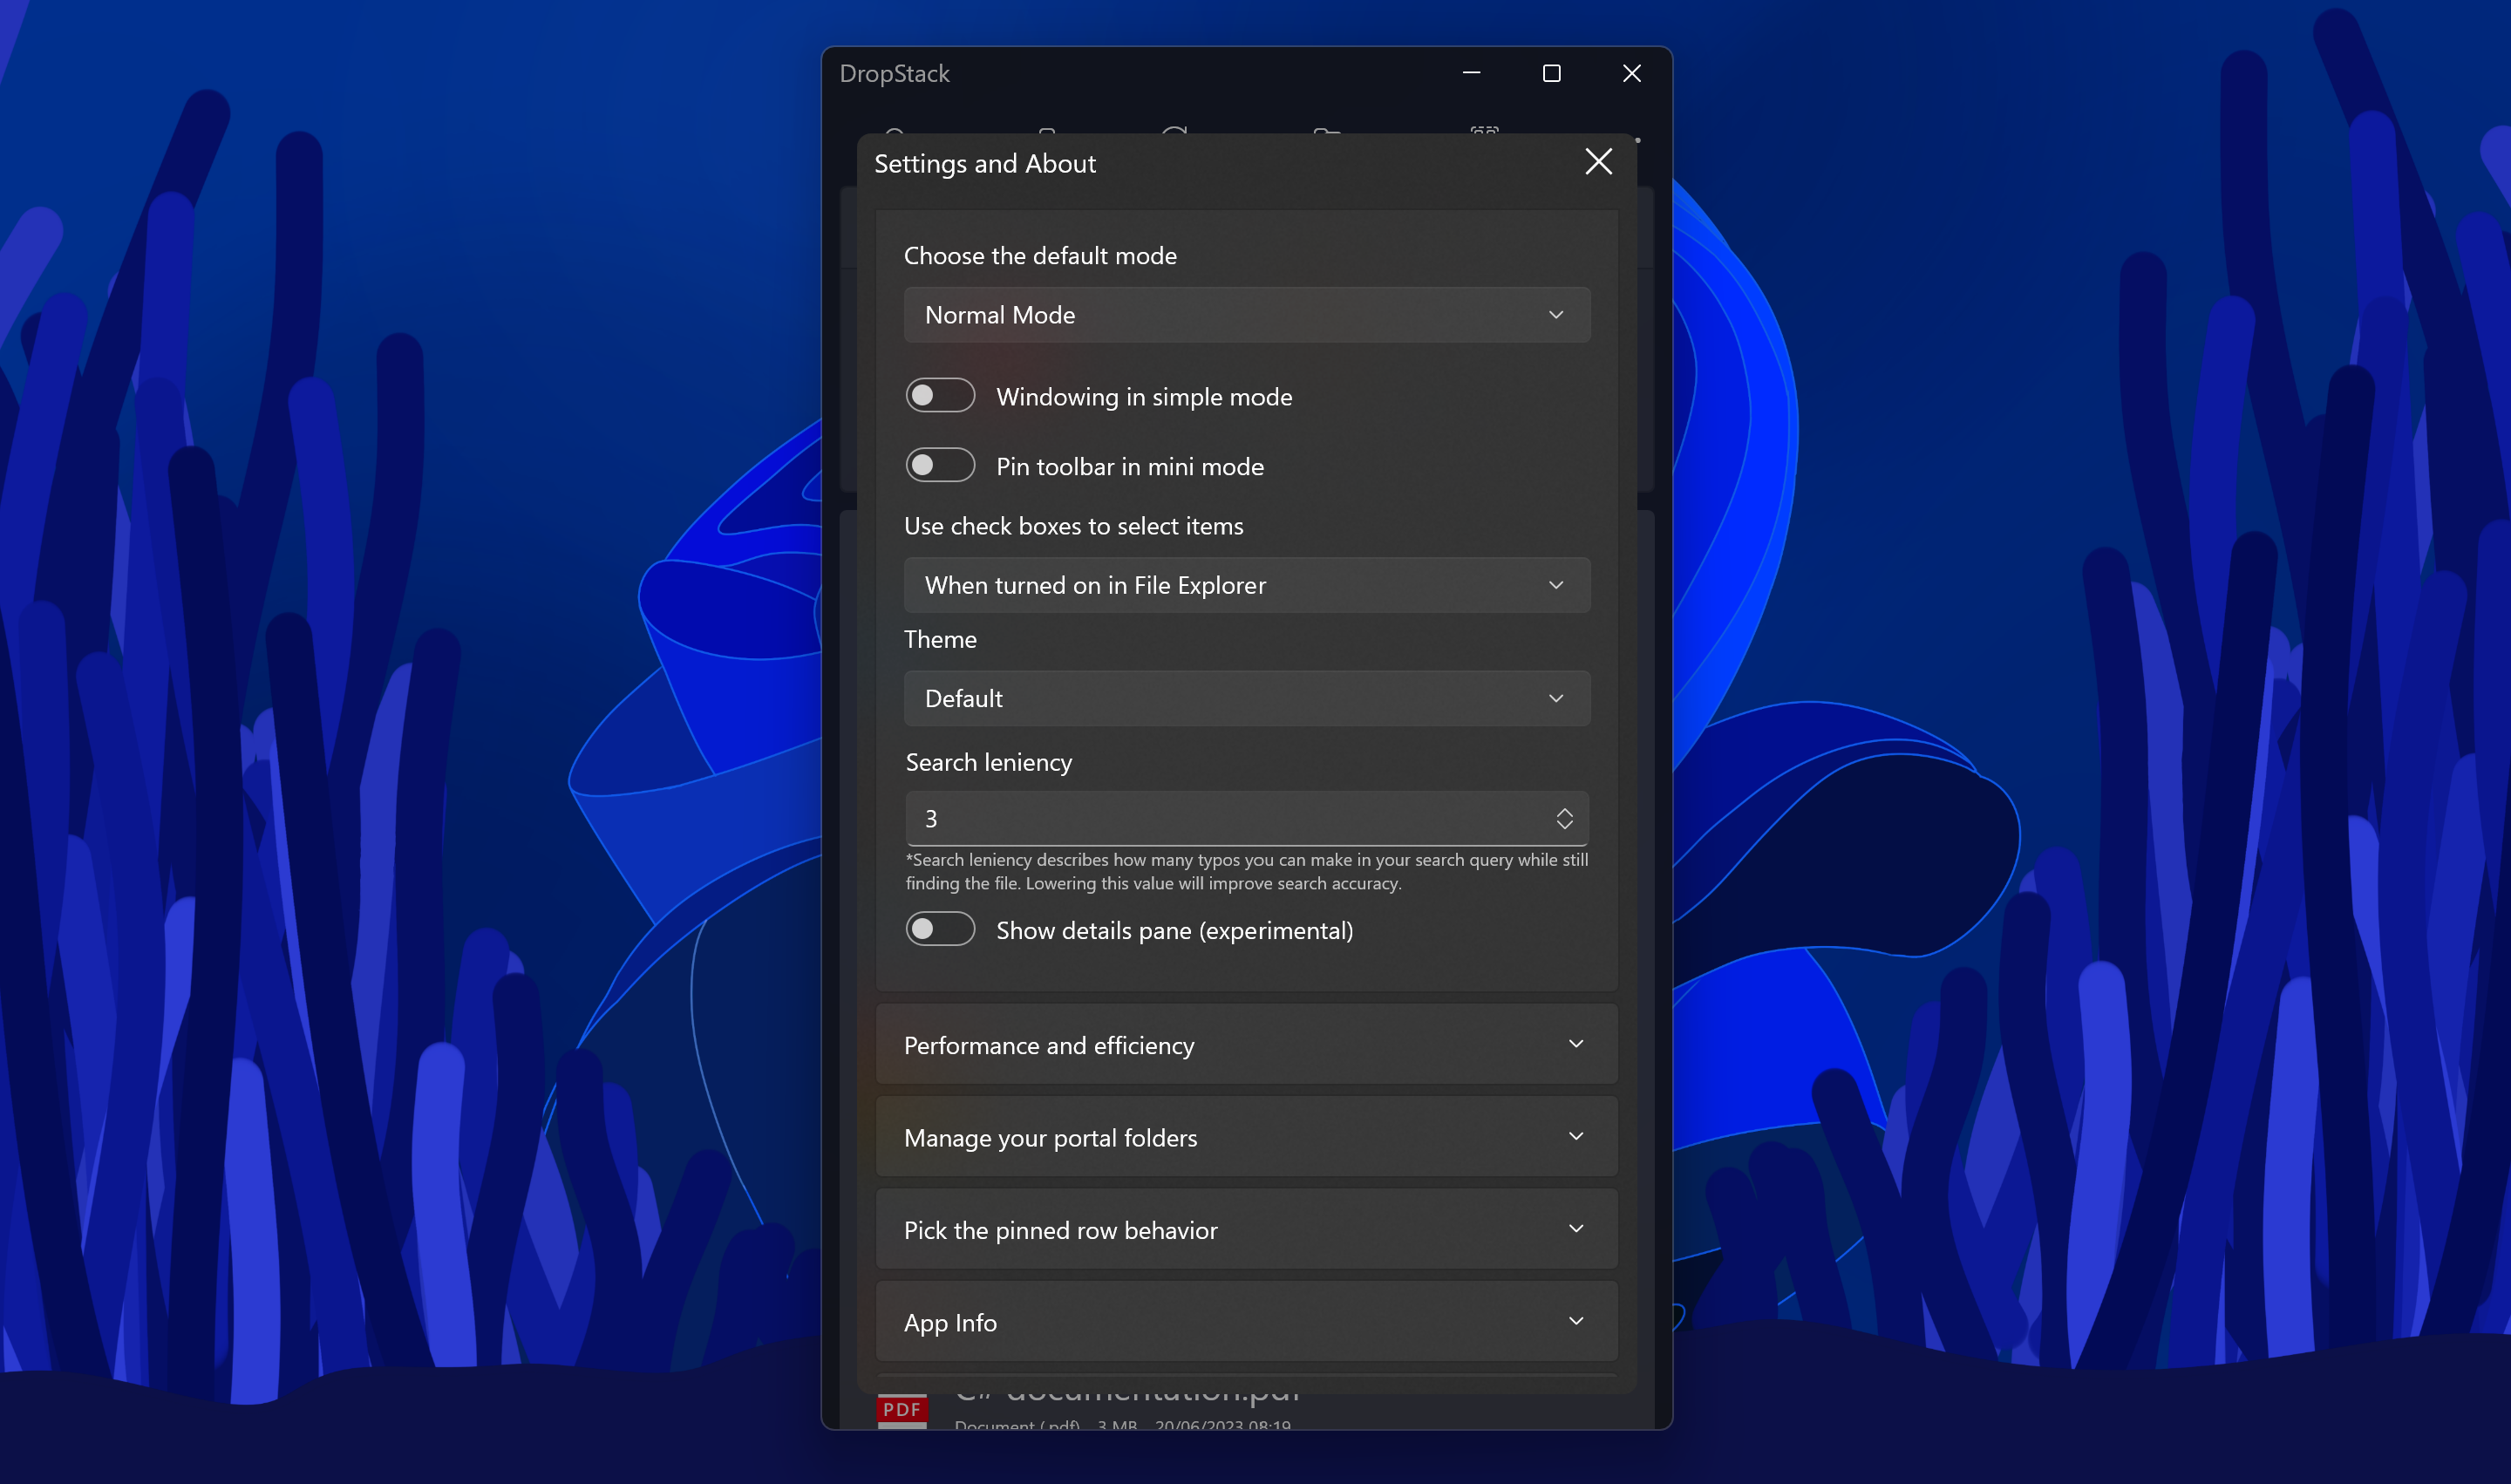 DropStack
Settings and About
Choose the default mode
Normal Mode
Windowing in simple mode
Pin toolbar in mini mode
Use check boxes to select items
When turned on in File Explorer
Theme
Default
Search leniency
3
*Search leniency describes how many typos you can make in your search query while still
finding the file. Lowering this value will improve search accuracy.
Show details pane (experimental)
Performance and efficiency
Manage your portal folders
Pick the pinned row behavior
App Info
C# documentation.pdf
PDF
Document (.pdf) 3 MB 20/06/2023 08:19